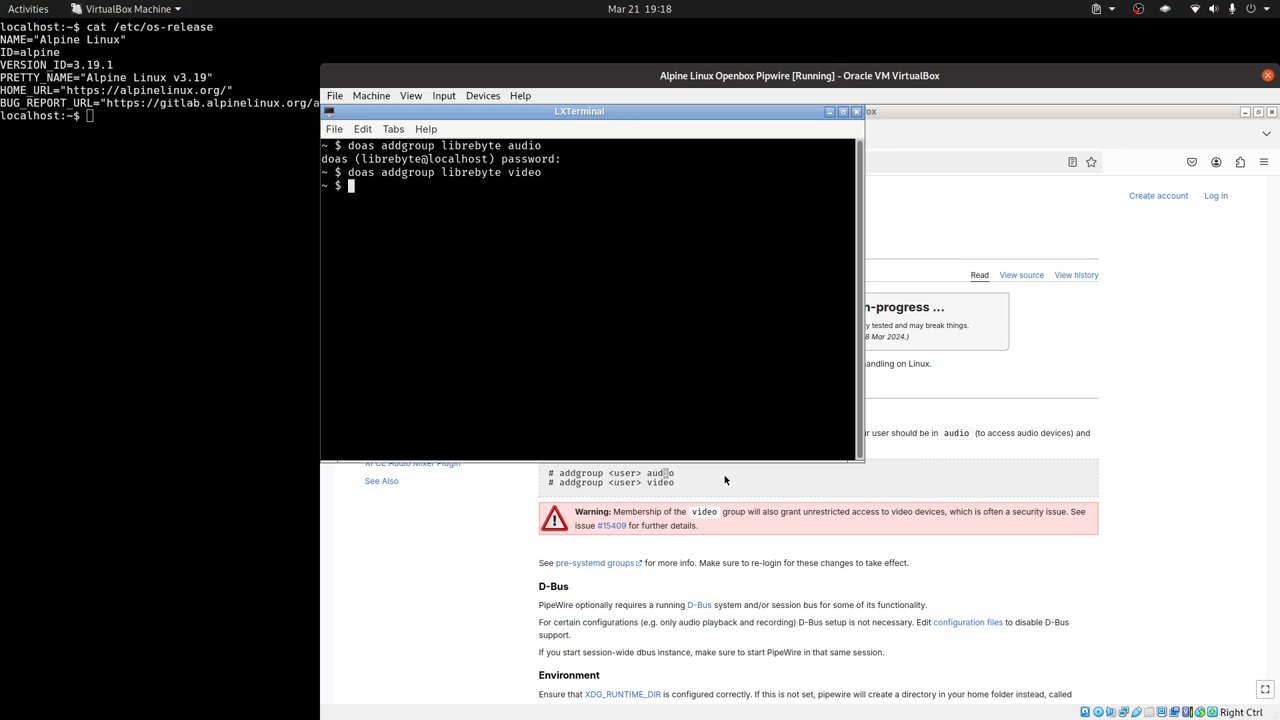 Activities VirtualBoxMachine Mar 21 19:18
localhost:~$ cat /etc/os-release
NAME="Alpine Linux"
ID=alpine
VERSION_ID=3.19.1
PRETTY_NAME="Alpine Linux v3.19"
HOME_URL="https://alpinelinux.org/"
BUG_REPORT_URL="https://gitlab.alpinelinux.org/a
localhost:~$
Alpine Linux Openbox Pipwire [Running] - Oracle VM VirtualBox
File Machine View Input Devices Help
LXTerminal
ox
File Edit Tabs Help
~ $ doas addgroup librebyte audio
doas (librebyte@localhost) password:
~ $ doas addgroup librebyte video
~ $
Create account Log in
Read View source View history
n-progress ...
y tested and may break things.
8 Mar 2024.)
andling on Linux.
r user should be in audio (to access audio devices) and
See Also
# addgroup <user> audio
# addgroup <user> video
Warning: Membership of the video group will also grant unrestricted access to video devices, which is often a security issue. See
issue #15409 for further details.
See pre-systemd groups for more info. Make sure to re-login for these changes to take effect.
D-Bus
PipeWire optionally requires a running D-Bus system and/or session bus for some of its functionality.
For certain configurations (e.g. only audio playback and recording) D-Bus setup is not necessary. Edit configuration files to disable D-Bus
support.
If you start session-wide dbus instance, make sure to start PipeWire in that same session.
Environment
Ensure that XDG_RUNTIME_DIR is configured correctly. If this is not set, pipewire will create a directory in your home folder instead, called
Right Ctrl